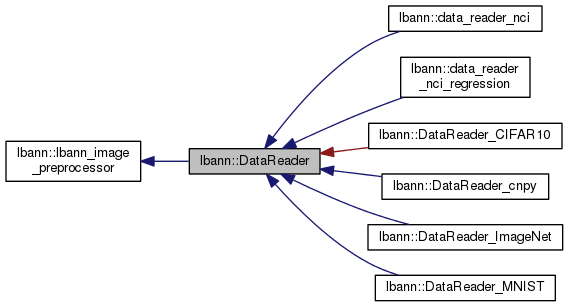 lbann::lbann_image
_preprocessor
lbann::DataReader
lbann::data_reader_nci
lbann::data_reader
_nci_regression
lbann::DataReader_CIFAR10
lbann::DataReader_cnpy
lbann::DataReader_ImageNet
lbann::DataReader_MNIST